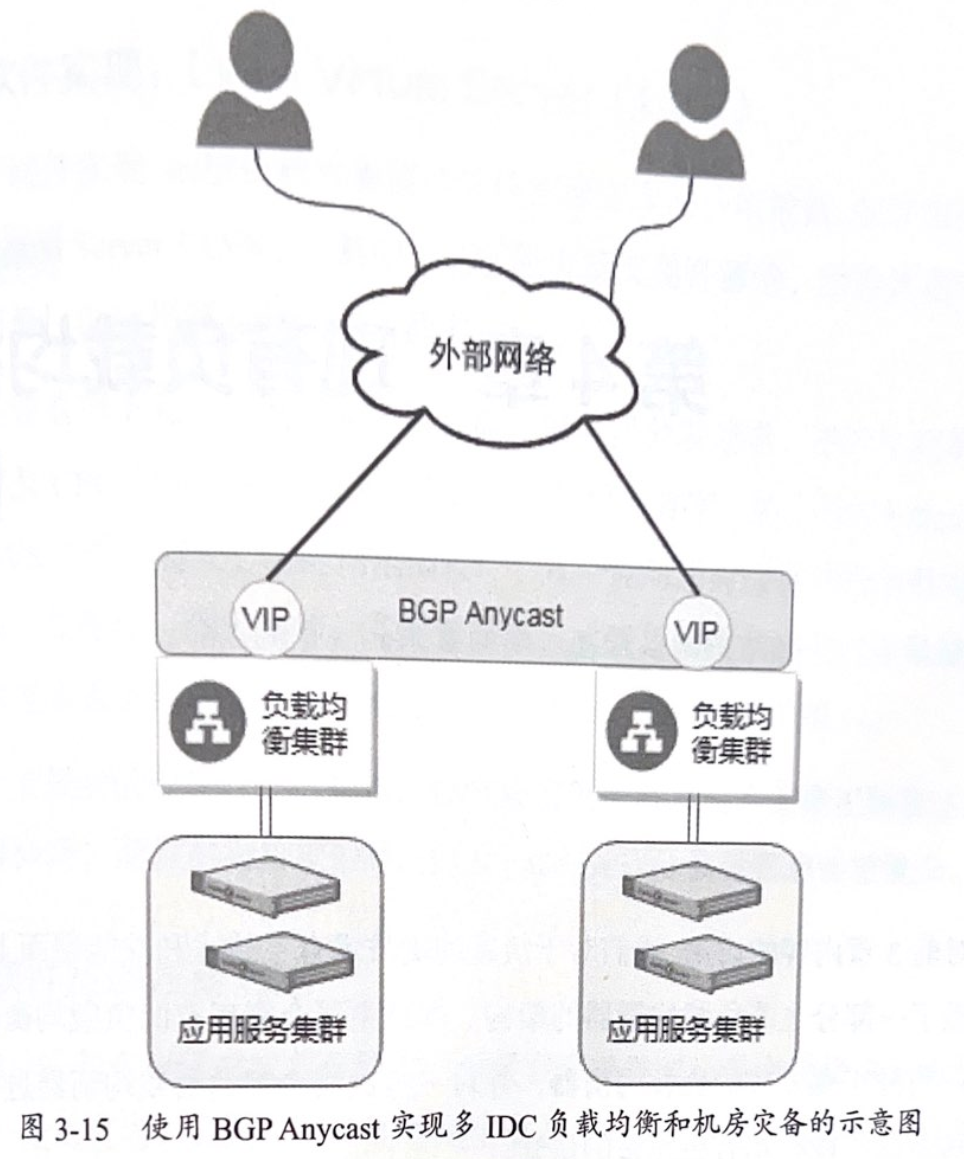 外部网络
VIP
BGP Anycast
VIP
负载均
衡集群
负载均
衡集群
应用服务集群
应用服务集群
图 3-15 使用 BGP Anycast 实现多 IDC 负载均衡和机房灾备的示意图